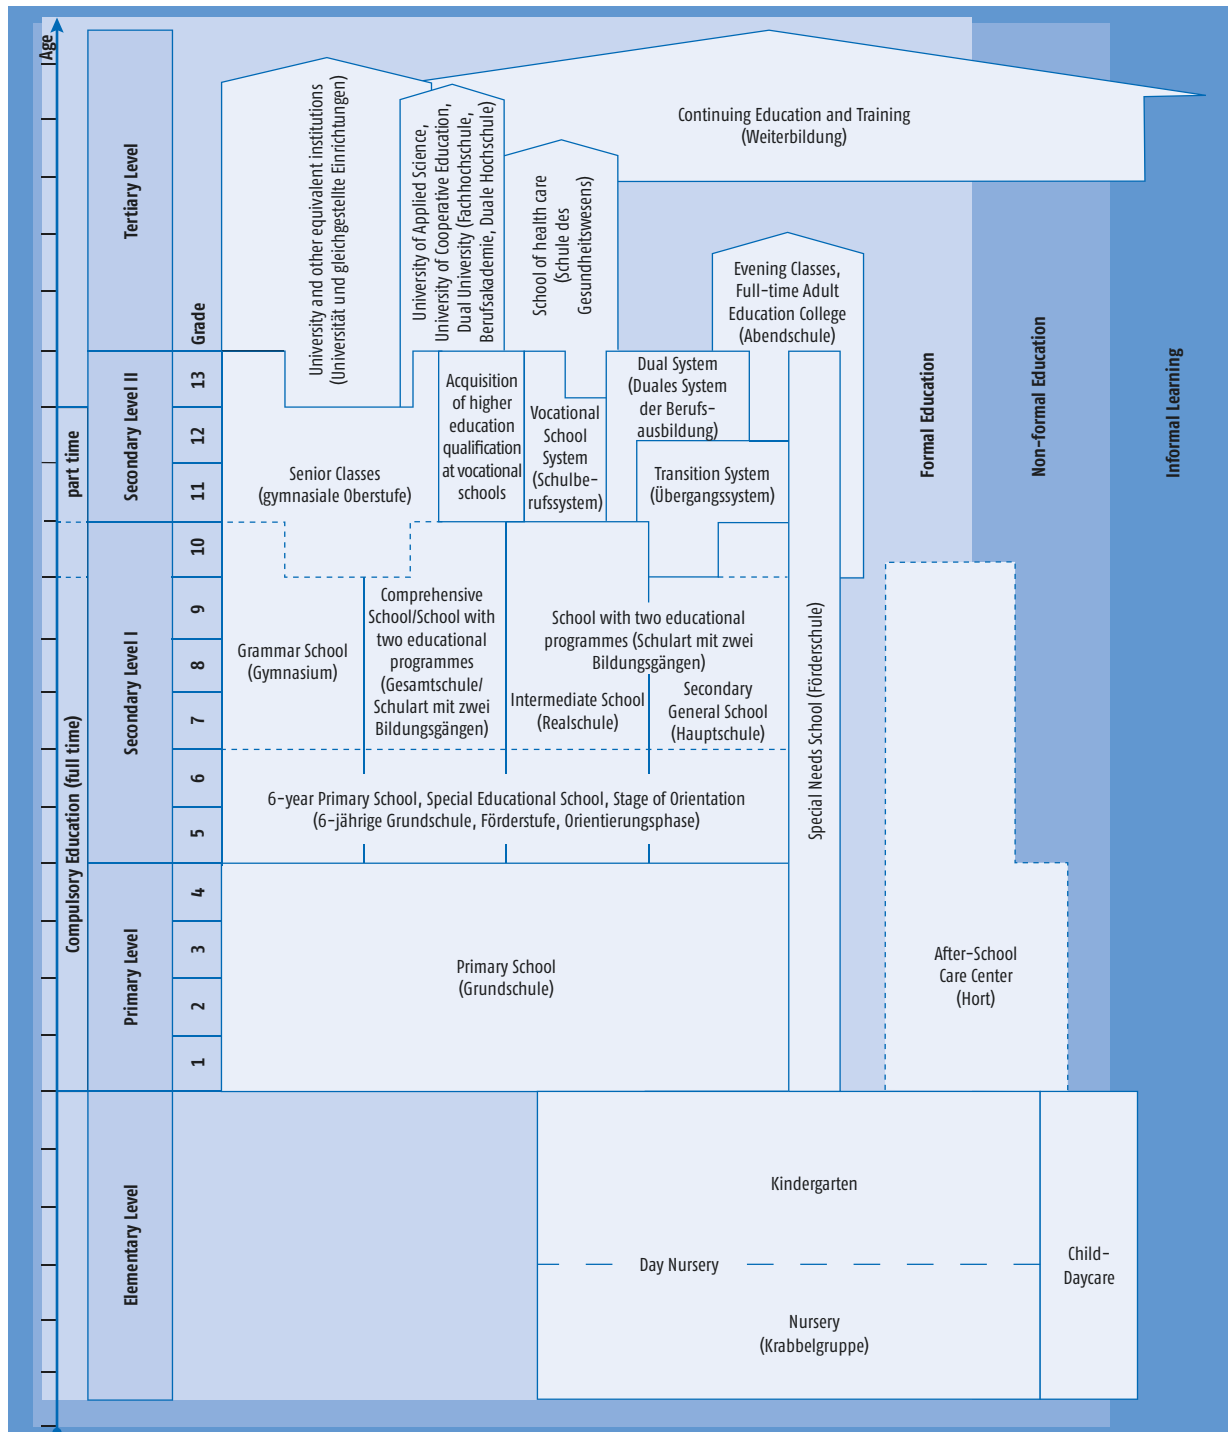 Age
Tertiary Level
Grade
University and other equivalent institutions
(Universität und gleichgestellte Einrichtungen)
University of Applied Science,
University of Cooperative Education,
Dual University (Fachhochschule,
Berufsakademie, Duale Hochschule)
School of health care
(Schule des
Gesundheitswesens)
Continuing Education and Training
(Weiterbildung)
Evening Classes,
Full-time Adult
Education College
(Abendschule)
Formal Education
Non-formal Education
Informal Learning
part time
Secondary Level II
13
12
11
Senior Classes
(gymnasiale Oberstufe)
Acquisition
of higher
education
qualification
at vocational
schools
Vocational
School
System
(Schulbe-
rufssystem)
Dual System
(Duales System
der Berufs-
ausbildung)
Transition System
(Übergangssystem)
Compulsory Education (full time)
Secondary Level I
10
9
8
7
6
5
Grammar School
(Gymnasium)
Comprehensive
School/School with
two educational
programmes
(Gesamtschule/
Schulart mit zwei
Bildungsgängen)
School with two educational
programmes (Schulart mit zwei
Bildungsgängen)
Intermediate School
(Realschule)
Secondary
General School
(Hauptschule)
Special Needs School (Förderschule)
6-year Primary School, Special Educational School, Stage of Orientation
(6-jährige Grundschule, Förderstufe, Orientierungsphase)
Primary Level
4
3
2
1
Primary School
(Grundschule)
After-School
Care Center
(Hort)
Elementary Level
Kindergarten
Day Nursery
Nursery
(Krabbelgruppe)
Child-
Daycare